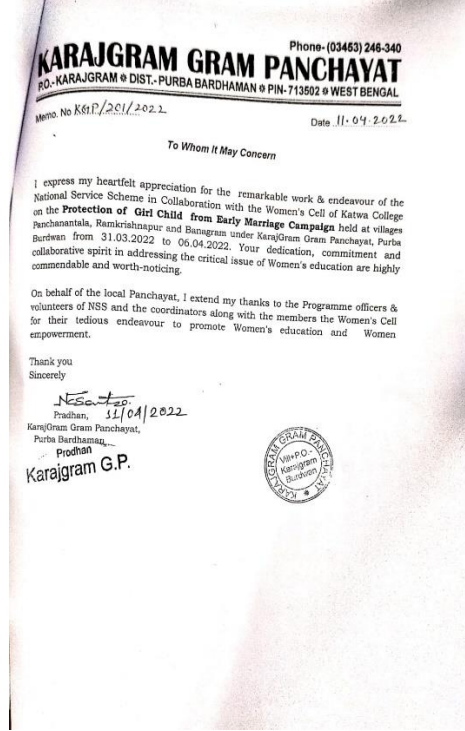 Phone- (03453) 246-340
KARAJGRAM GRAM PANCHAYAT
P.O.- KARAJGRAM * DIST.- PURBA BARDHAMAN * PIN- 713502 * WEST BENGAL
Memo. No KGP/201/2022
Date 11.04.2022
To Whom It May Concern
I express my heartfelt appreciation for the remarkable work & endeavour of the
National Service Scheme in Collaboration with the Women's Cell of Katwa College
on the Protection of Girl Child from Early Marriage Campaign held at villages
Panchanantala, Ramkrishnapur and Banagram under KarajGram Gram Panchayat, Purba
Burdwan from 31.03.2022 to 06.04.2022. Your dedication, commitment and
collaborative spirit in addressing the critical issue of Women's education are highly
commendable and worth-noticing.
On behalf of the local Panchayat, I extend my thanks to the Programme officers &
volunteers of NSS and the coordinators along with the members the Women's Cell
for their tedious endeavour to promote Women's education and Women
empowerment.
Thank you
Sincerely
Pradhan, 11/04/2022
KarajGram Gram Panchayat,
Purba Bardhaman
Prodhan
Karajgram G.P.
KARAJGRAM GRAM PANCHAYAT
Vill+P.O.-
Karajgram
Burdwan